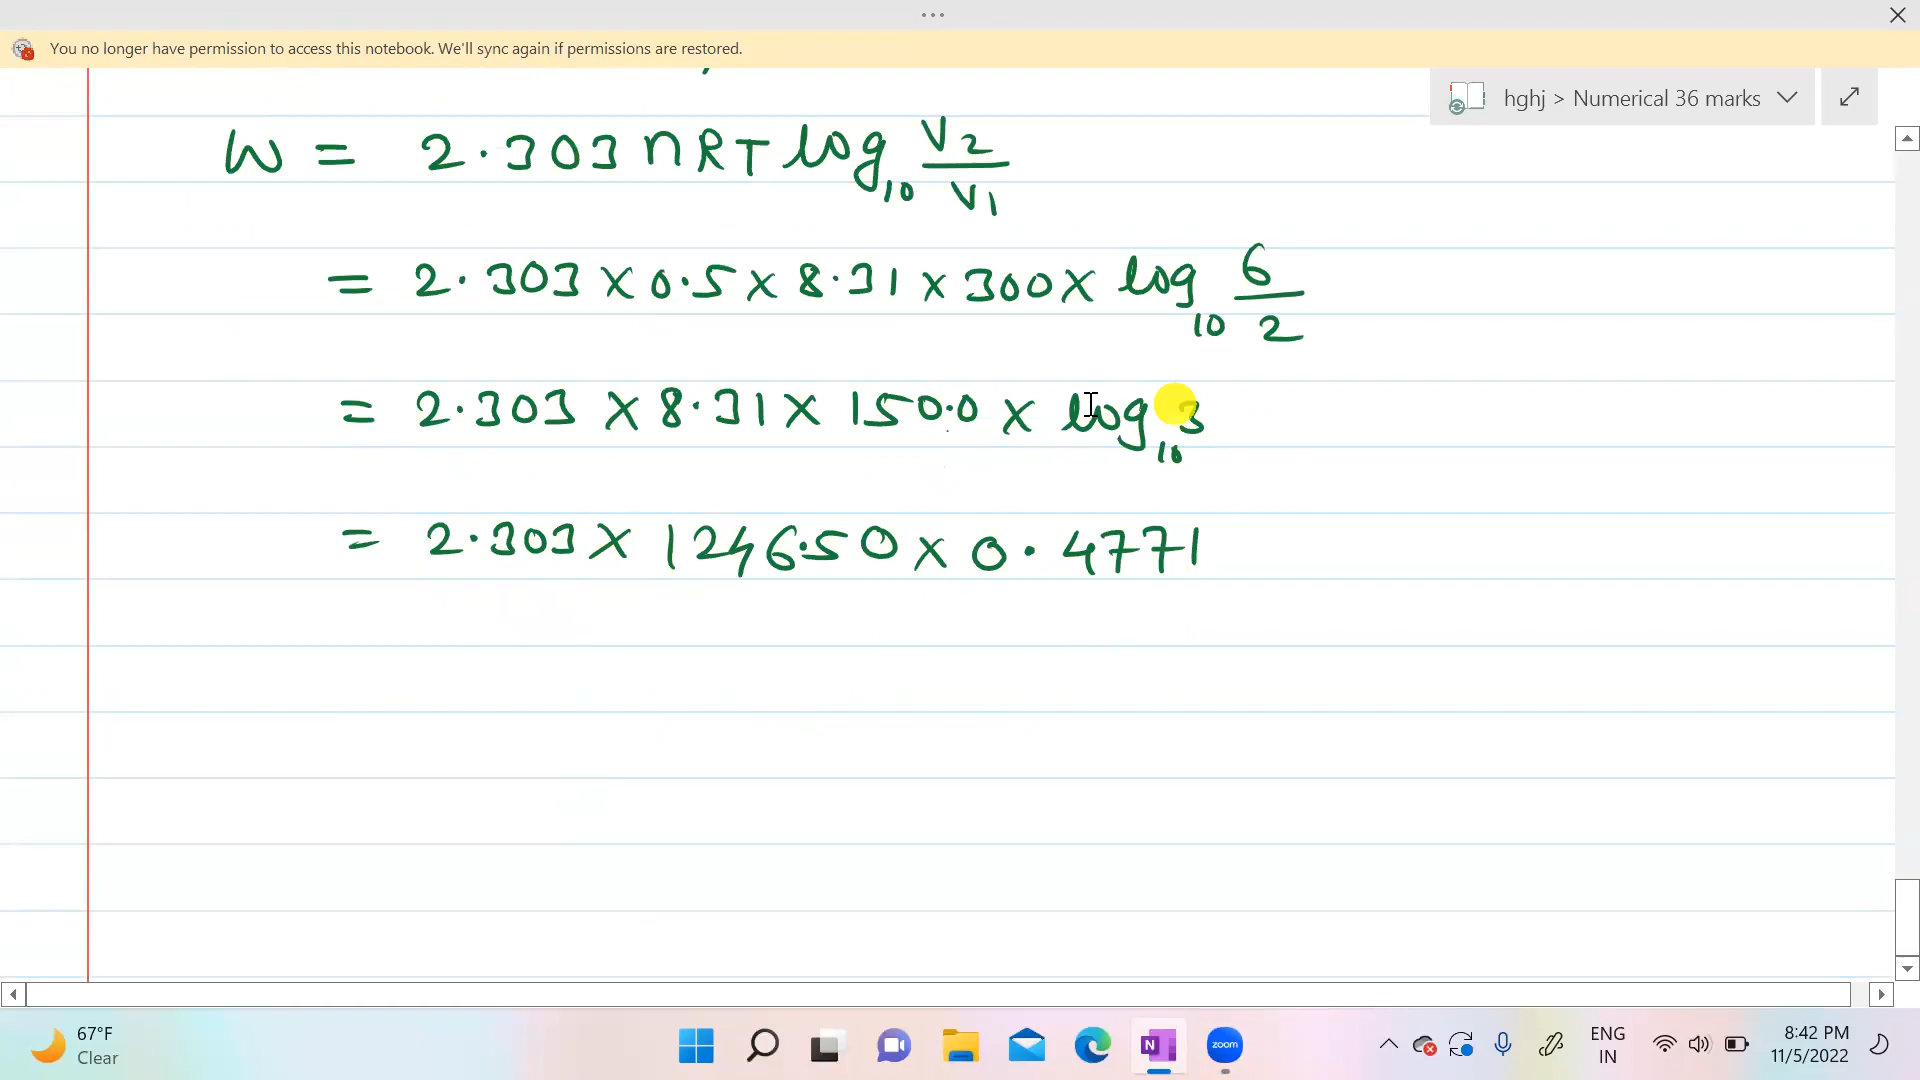 You no longer have permission to access this notebook. We'll sync again if permissions are restored.
hghj > Numerical 36 marks
W = 2.303 nRT log₁₀ V₂/V₁
= 2.303 × 0.5 × 8.31 × 300 × log₁₀ 6/2
= 2.303 × 8.31 × 150.0 × log₁₀ 3
= 2.303 × 1246.50 × 0.4771
67°F
Clear
zoom
ENG
IN
8:42 PM
11/5/2022